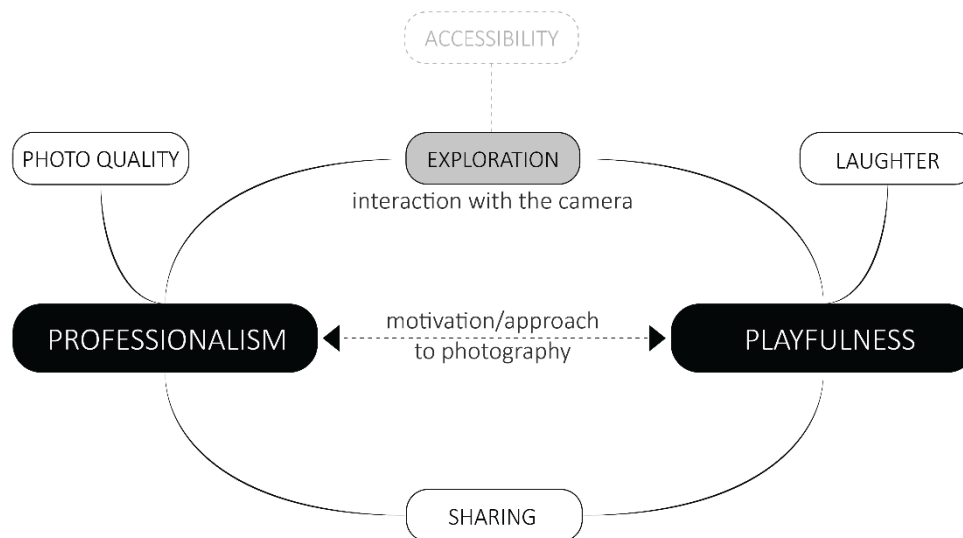 ACCESSIBILITY
PHOTO QUALITY
EXPLORATION
LAUGHTER
interaction with the camera
PROFESSIONALISM
motivation/approach
to photography
PLAYFULNESS
SHARING